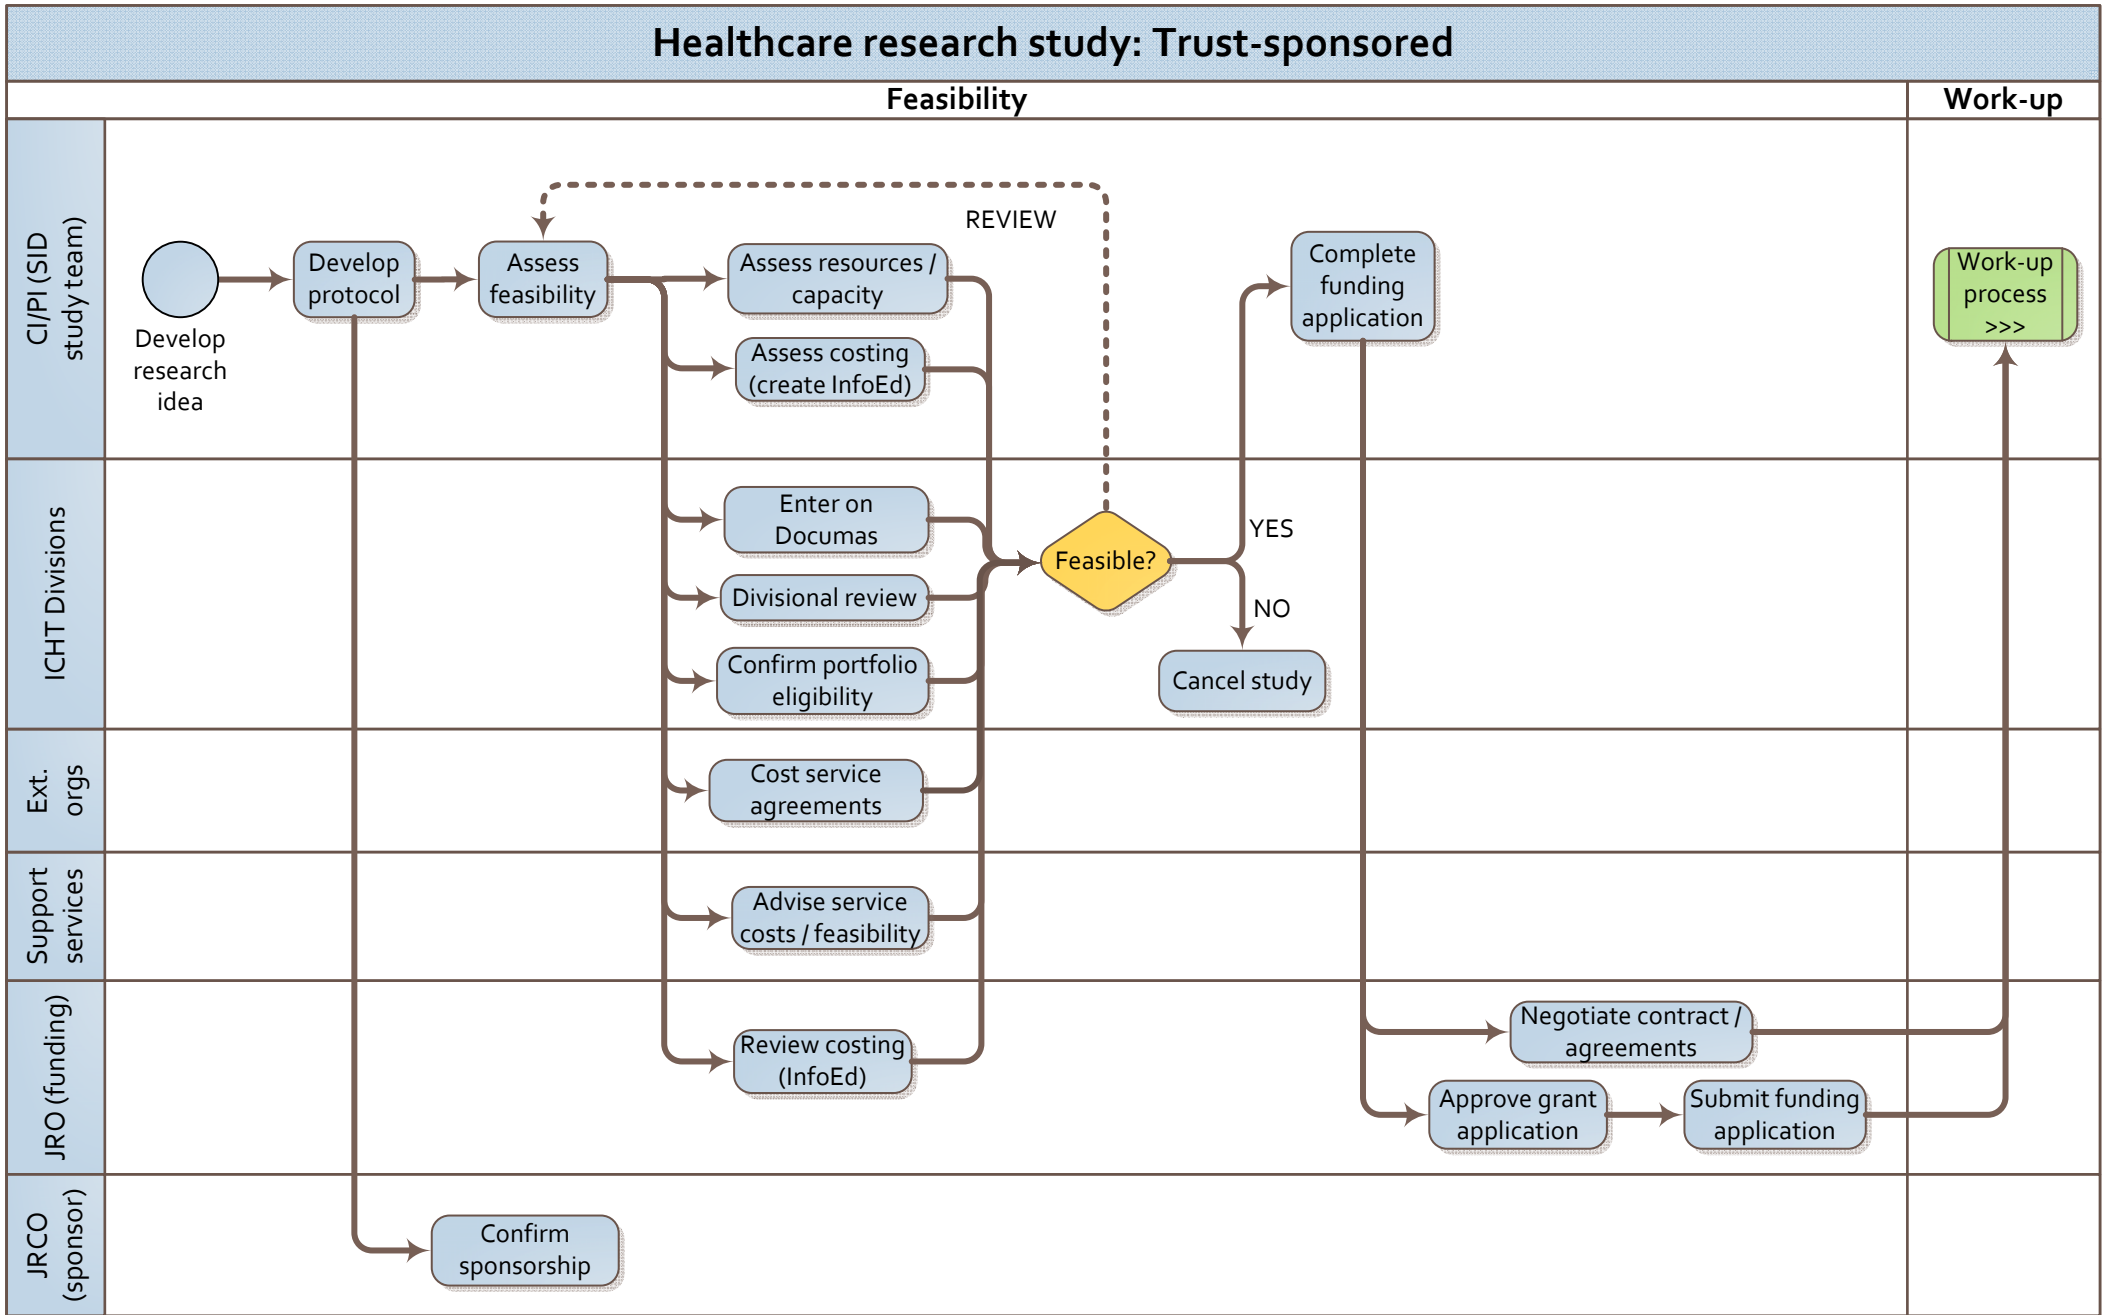 Healthcare research study: Trust-sponsored
Feasibility
Work-up
CI/PI (SID
study team)
Develop
research
idea
Develop
protocol
Assess
feasibility
Assess resources /
capacity
Assess costing
(create InfoEd)
REVIEW
Complete
funding
application
Work-up
process
>>>
ICHT Divisions
Enter on
Documas
Divisional review
Confirm portfolio
eligibility
Feasible?
YES
NO
Cancel study
Ext.
orgs
Cost service
agreements
Support
services
Advise service
costs / feasibility
JRO (funding)
Review costing
(InfoEd)
Negotiate contract /
agreements
Approve grant
application
Submit funding
application
JRCO
(sponsor)
Confirm
sponsorship